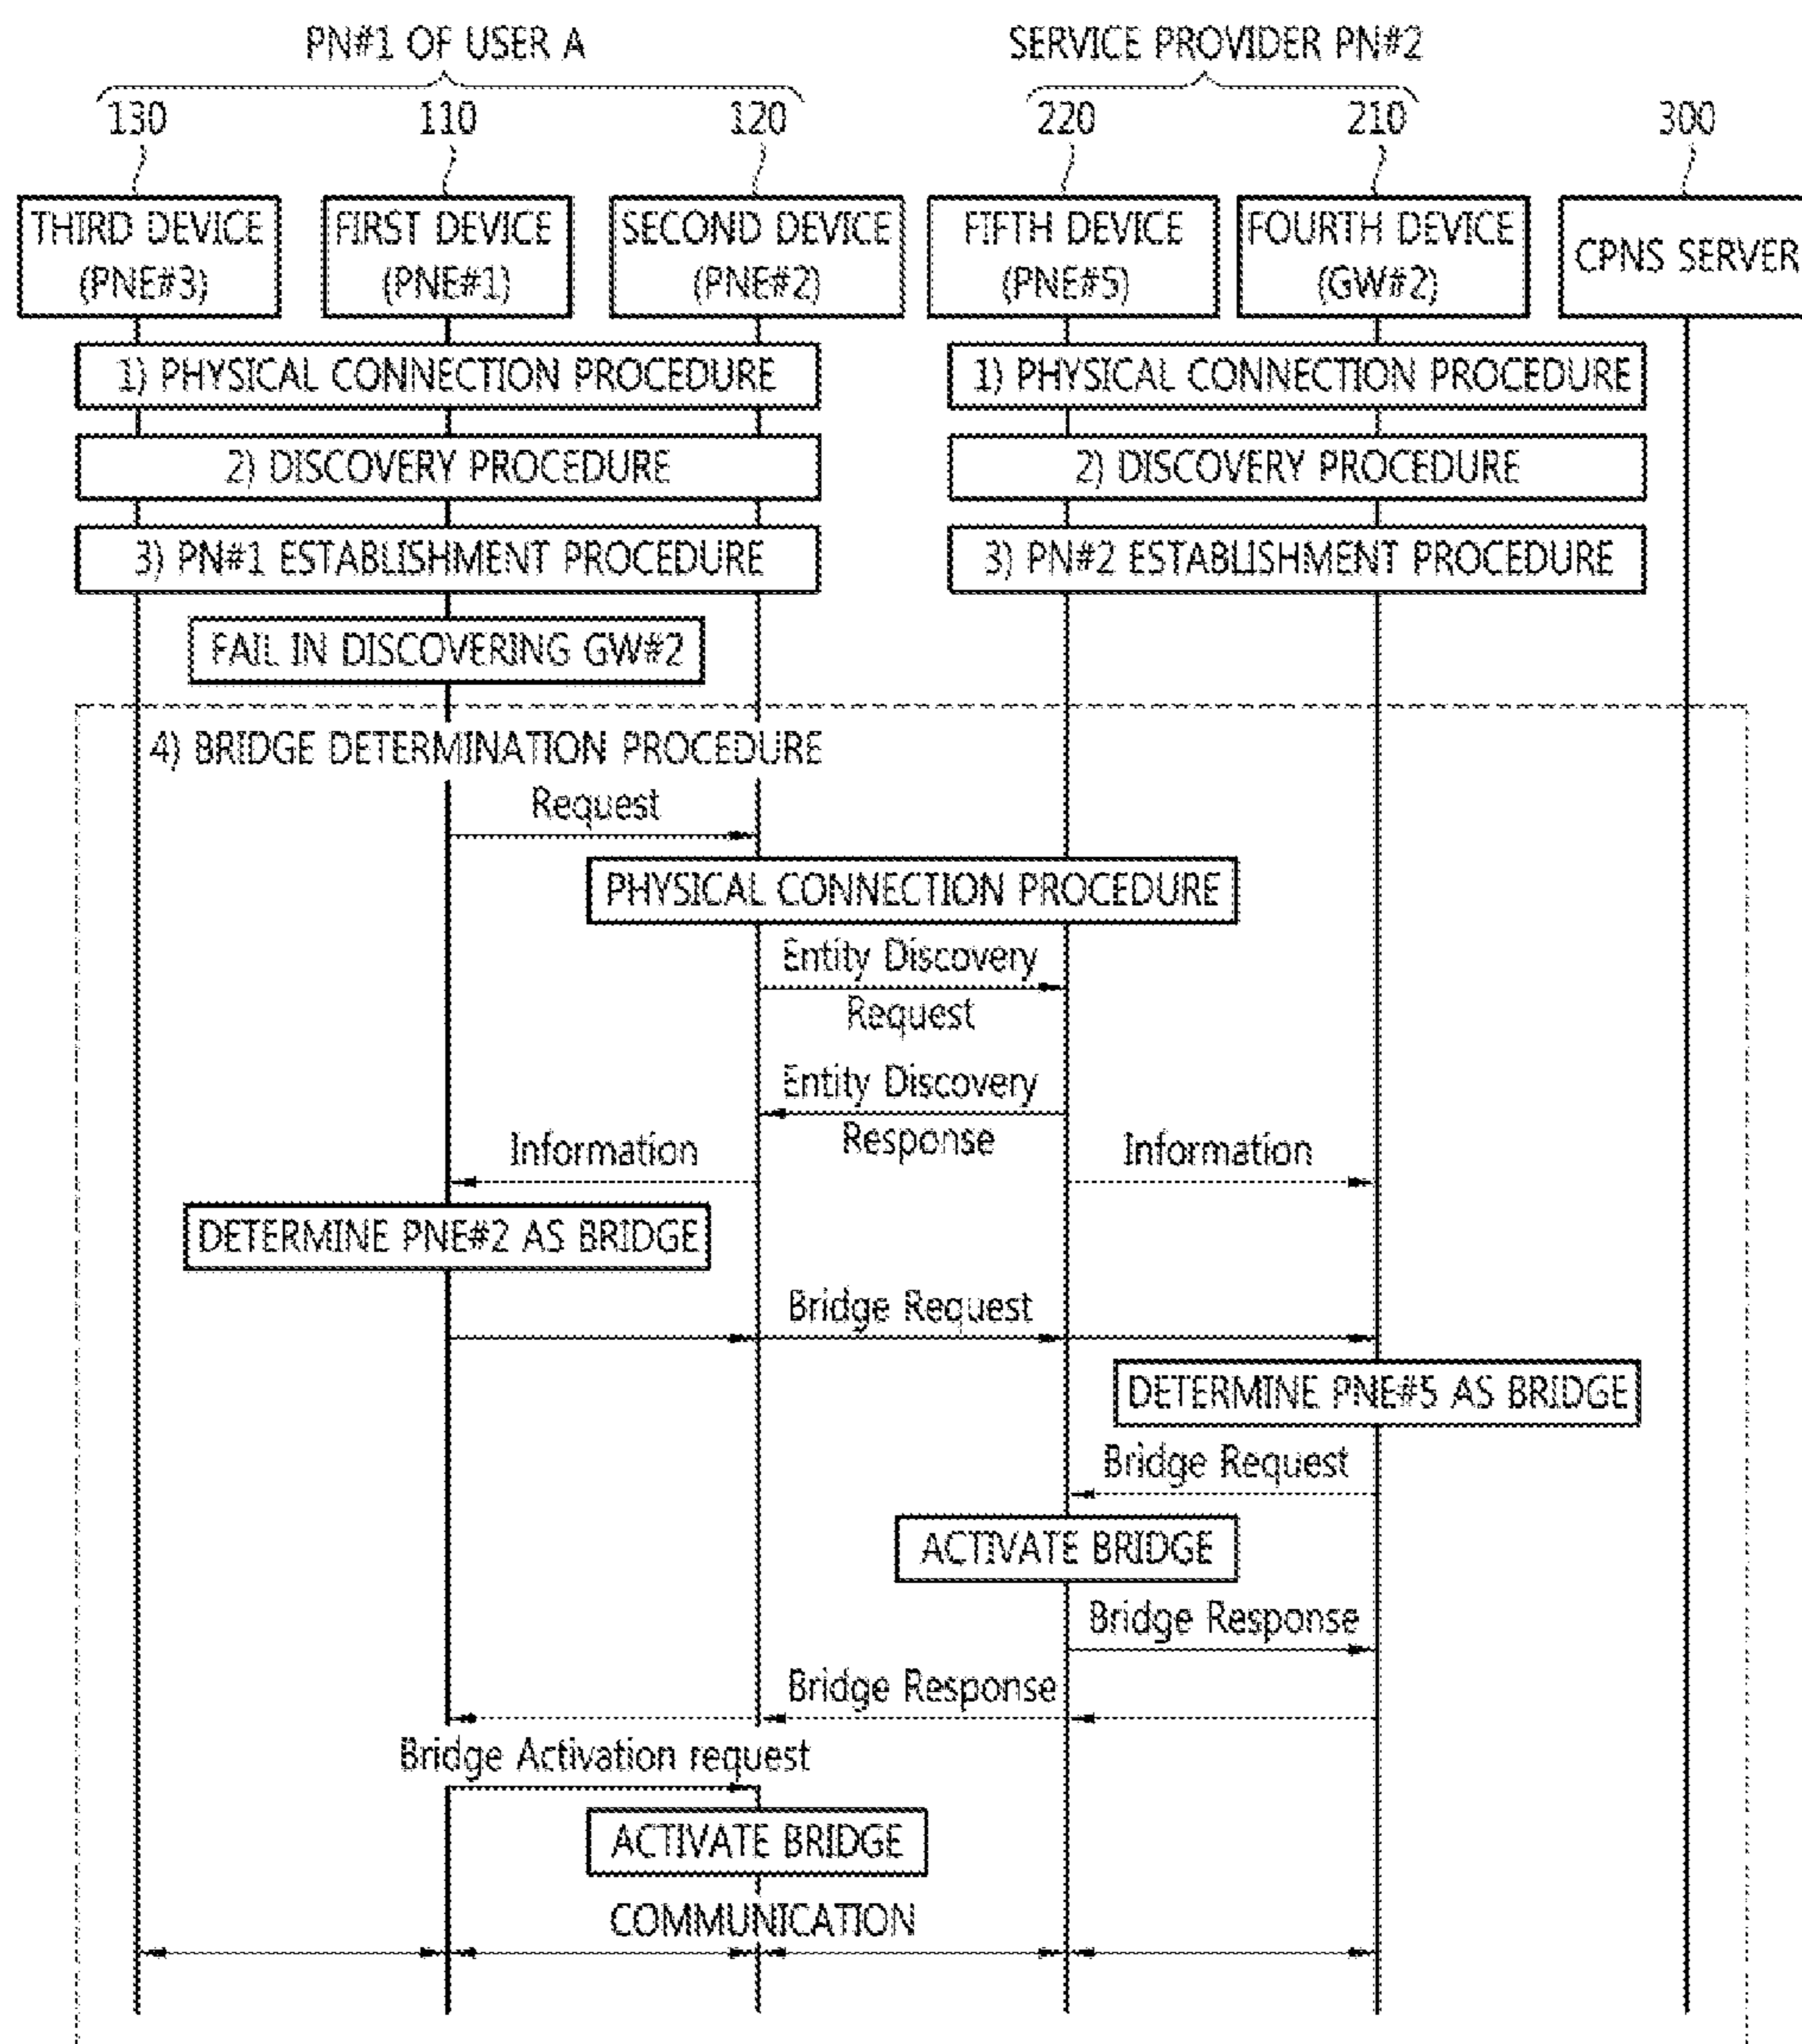 PN#1 OF USER A
SERVICE PROVIDER PN#2
130
110
120
220
210
300
THIRD DEVICE
(PNE#3)
FIRST DEVICE
(PNE#1)
SECOND DEVICE
(PNE#2)
FIFTH DEVICE
(PNE#5)
FOURTH DEVICE
(GW#2)
CPNS SERVER
1) PHYSICAL CONNECTION PROCEDURE
1) PHYSICAL CONNECTION PROCEDURE
2) DISCOVERY PROCEDURE
2) DISCOVERY PROCEDURE
3) PN#1 ESTABLISHMENT PROCEDURE
3) PN#2 ESTABLISHMENT PROCEDURE
FAIL IN DISCOVERING GW#2
4) BRIDGE DETERMINATION PROCEDURE
Request
PHYSICAL CONNECTION PROCEDURE
Entity Discovery
Request
Entity Discovery
Response
Information
Information
DETERMINE PNE#2 AS BRIDGE
Bridge Request
DETERMINE PNE#5 AS BRIDGE
Bridge Request
ACTIVATE BRIDGE
Bridge Response
Bridge Response
Bridge Activation request
ACTIVATE BRIDGE
COMMUNICATION